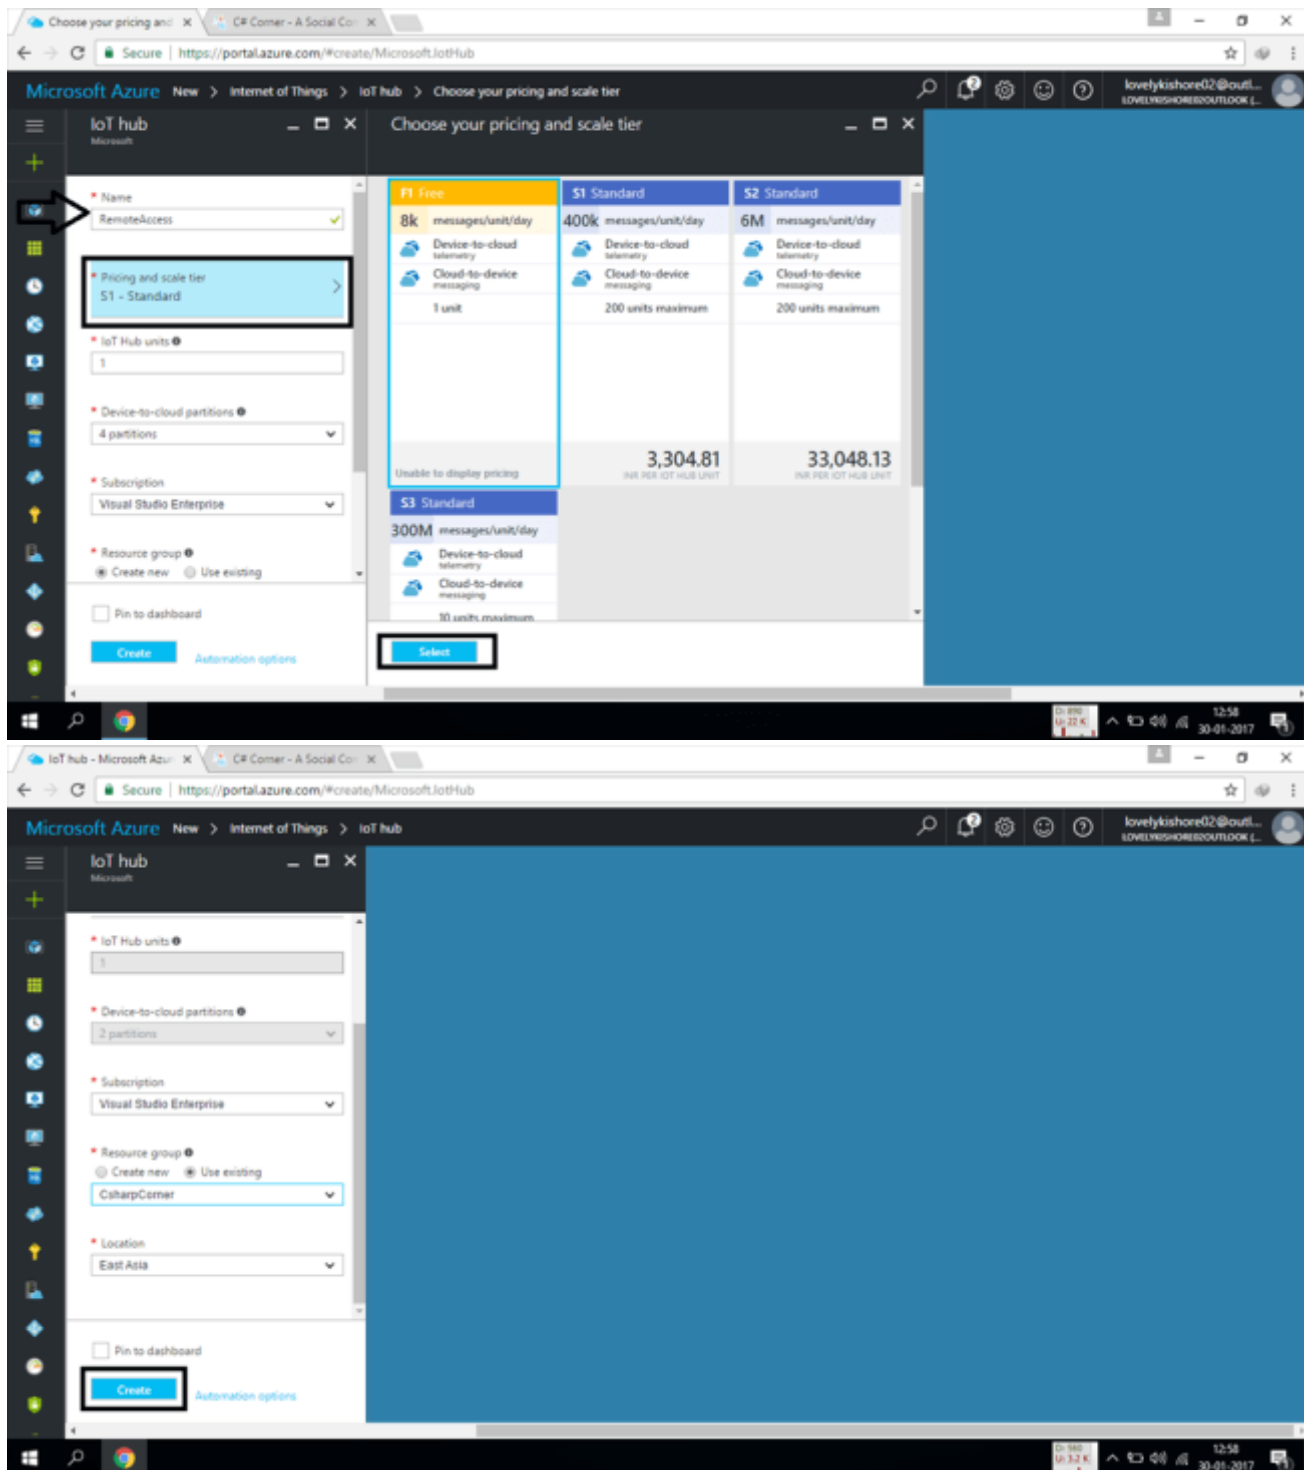 Choose your pricing and
C# Corner - A Social Co
Secure | https://portal.azure.com/#create/Microsoft.IotHub
Microsoft Azure New > Internet of Things > IoT hub > Choose your pricing and scale tier
lovelykishore02@outl...
LOVELYKISHORE02OUTLOOK (...
IoT hub
Microsoft
Choose your pricing and scale tier
* Name
RemoteAccess
* Pricing and scale tier
S1 - Standard
* IoT Hub units
1
* Device-to-cloud partitions
4 partitions
* Subscription
Visual Studio Enterprise
* Resource group
Create new Use existing
Pin to dashboard
Create Automation options
F1 Free
8k messages/unit/day
Device-to-cloud
telemetry
Cloud-to-device
messaging
1 unit
Unable to display pricing
S1 Standard
400k messages/unit/day
Device-to-cloud
telemetry
Cloud-to-device
messaging
200 units maximum
3,304.81
INR PER IOT HUB UNIT
S2 Standard
6M messages/unit/day
Device-to-cloud
telemetry
Cloud-to-device
messaging
200 units maximum
33,048.13
INR PER IOT HUB UNIT
S3 Standard
300M messages/unit/day
Device-to-cloud
telemetry
Cloud-to-device
messaging
10 units maximum
Select
D: 890
U: 22 K
12:58
30-01-2017
IoT hub - Microsoft Azu
C# Corner - A Social Co
Secure | https://portal.azure.com/#create/Microsoft.IotHub
Microsoft Azure New > Internet of Things > IoT hub
lovelykishore02@outl...
LOVELYKISHORE02OUTLOOK (...
IoT hub
Microsoft
* IoT Hub units
1
* Device-to-cloud partitions
2 partitions
* Subscription
Visual Studio Enterprise
* Resource group
Create new Use existing
CsharpCorner
* Location
East Asia
Pin to dashboard
Create Automation options
D: 560
U: 3.2 K
12:58
30-01-2017